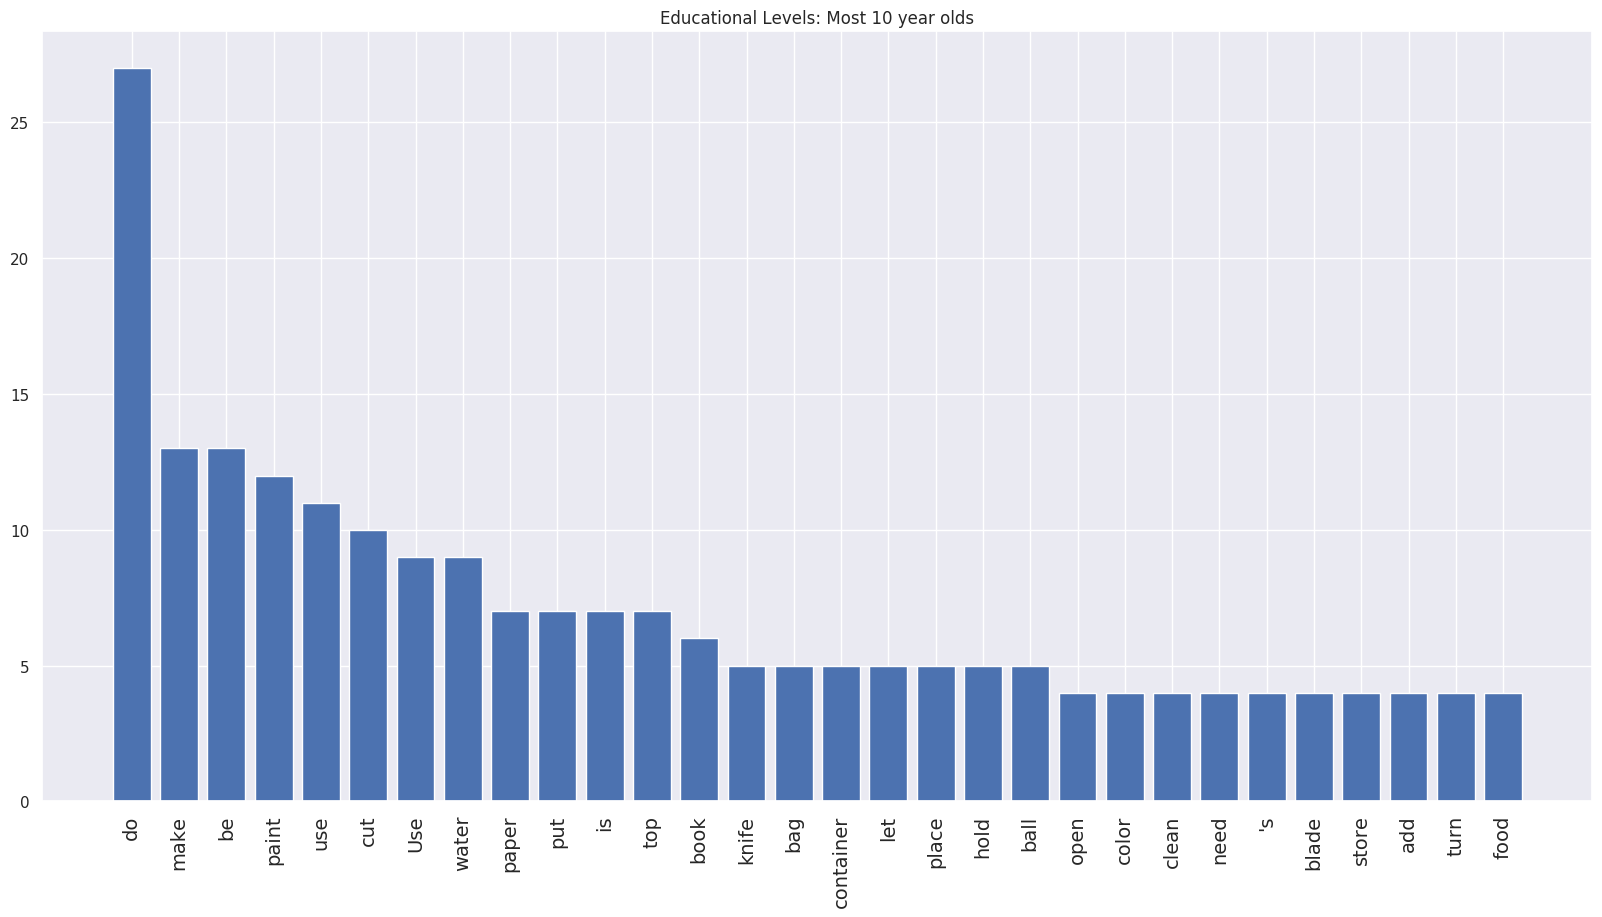 Educational Levels: Most 10 year olds
25
20
15
10
5
0
do
make
be
paint
use
cut
Use
water
paper
put
is
top
book
knife
bag
container
let
place
hold
ball
open
color
clean
need
's
blade
store
add
turn
food